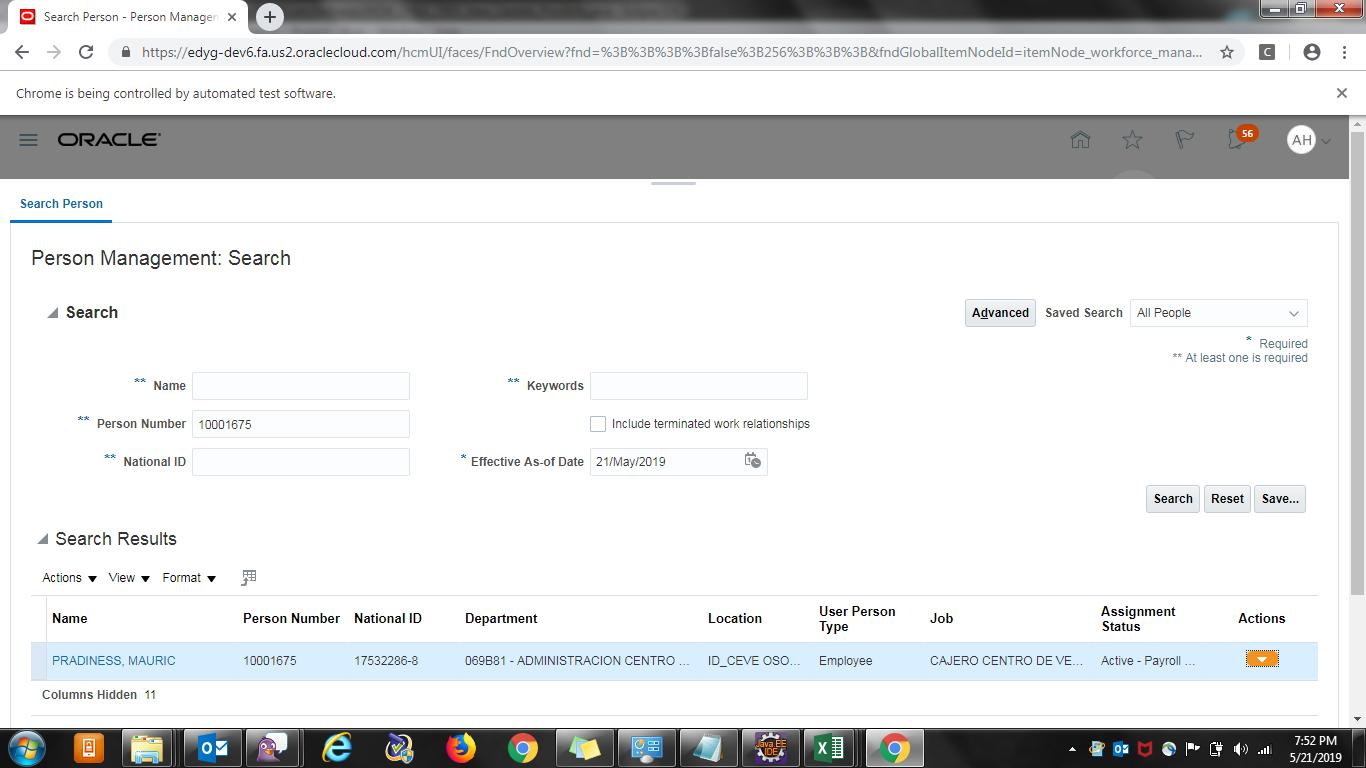 Search Person - Person Managen
https://edyg-dev6.fa.us2.oraclecloud.com/hcmUI/faces/FndOverview?fnd=%3B%3B%3B%3Bfalse%3B256%3B%3B%3B&fndGlobalItemNodeId=itemNode_workforce_mana...
C
Chrome is being controlled by automated test software.
ORACLE
56
AH
Search Person
Person Management: Search
Search
Advanced Saved Search All People
* Required
** At least one is required
** Name ** Keywords
** Person Number 10001675 Include terminated work relationships
** National ID * Effective As-of Date 21/May/2019
Search Reset Save...
Search Results
Actions View Format
Name Person Number National ID Department Location User Person Type Job Assignment Status Actions
PRADINESS, MAURIC 10001675 17532286-8 069B81 - ADMINISTRACION CENTRO ... ID_CEVE OSO... Employee CAJERO CENTRO DE VE... Active - Payroll ...
Columns Hidden 11
Java EE
IDE
7:52 PM
5/21/2019